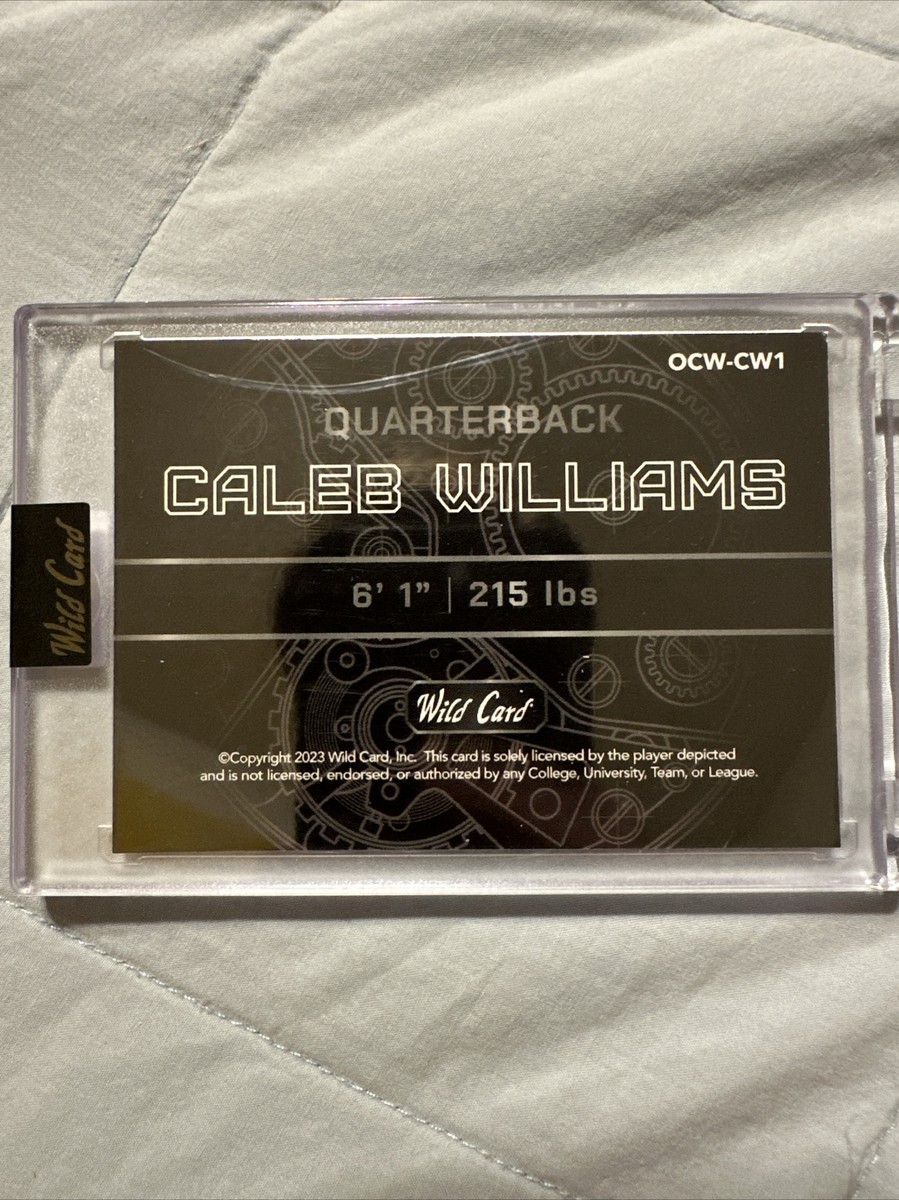 OCW-CW1
QUARTERBACK
CALEB WILLIAMS
6' 1" | 215 lbs
Wild Card
Wild Card
©Copyright 2023 Wild Card, Inc. This card is solely licensed by the player depicted
and is not licensed, endorsed, or authorized by any College, University, Team, or League.